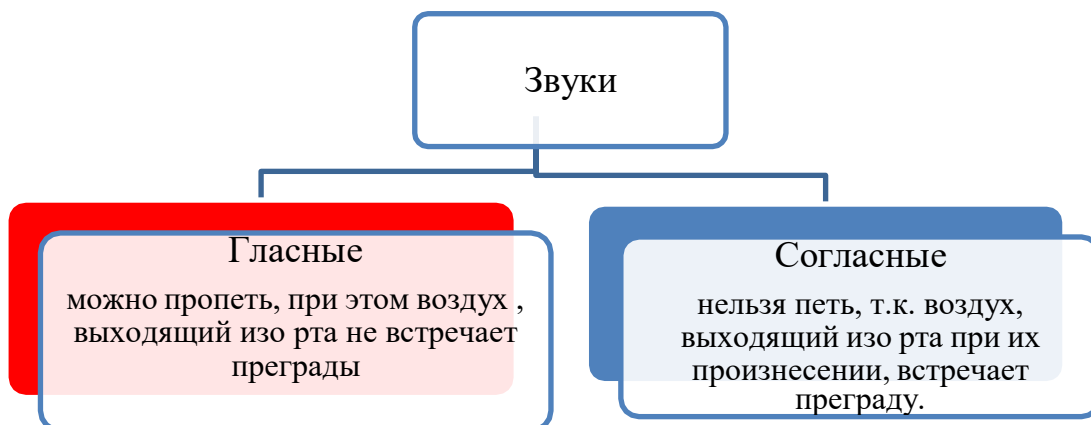 Звуки
Гласные
можно пропеть, при этом воздух ,
выходящий изо рта не встречает
преграды
Согласные
нельзя петь, т.к. воздух,
выходящий изо рта при их
произнесении, встречает
преграду.